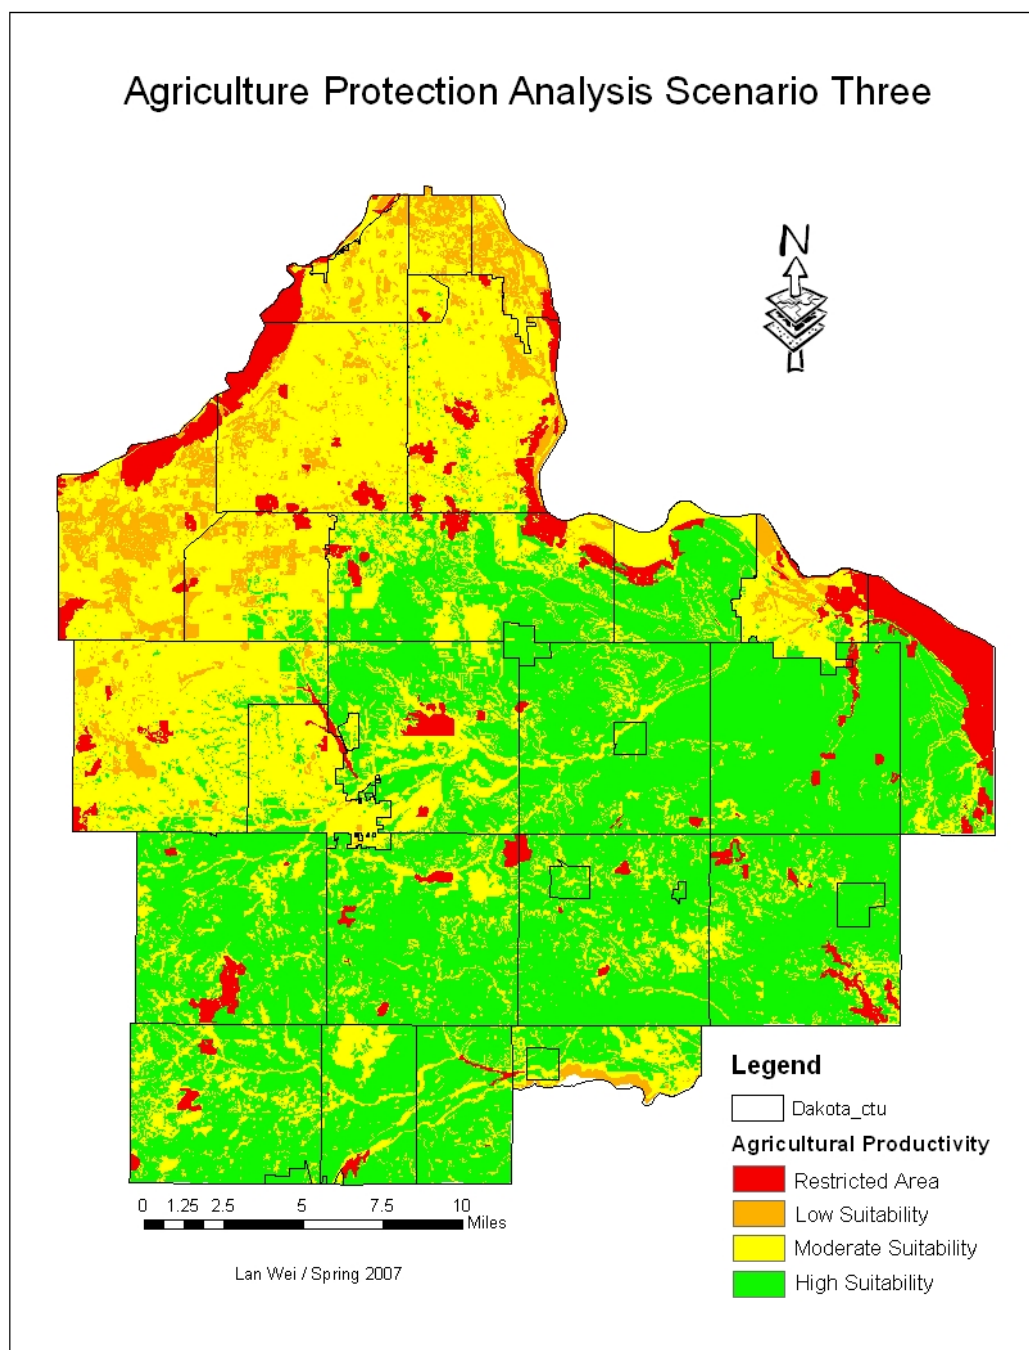 Agriculture Protection Analysis Scenario Three
N
Legend
Dakota_ctu
Agricultural Productivity
Restricted Area
Low Suitability
Moderate Suitability
High Suitability
0 1.25 2.5 5 7.5 10
Miles
Lan Wei / Spring 2007